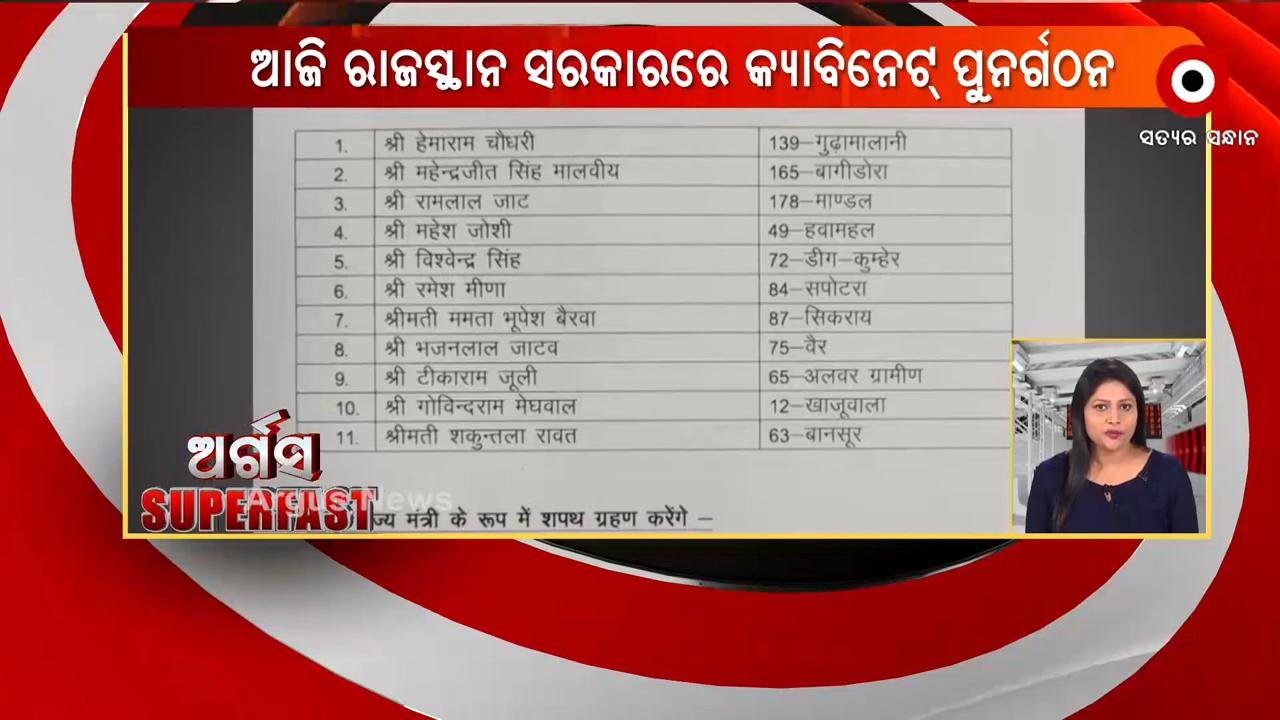 ଆଜି ରାଜସ୍ଥାନ ସରକାରରେ କ୍ୟାବିନେଟ୍ ପୁନର୍ଗଠନ
ସତ୍ୟର ସନ୍ଧାନ
1. श्री हेमाराम चौधरी 139–गुढ़ामालानी
2. श्री महेन्द्रजीत सिंह मालवीय 165–बागीडोरा
3. श्री रामलाल जाट 178–माण्डल
4. श्री महेश जोशी 49–हवामहल
5. श्री विश्वेन्द्र सिंह 72–डीग–कुम्हेर
6. श्री रमेश मीणा 84–सपोटरा
7. श्रीमती ममता भूपेश बैरवा 87–सिकराय
8. श्री भजनलाल जाटव 75–वैर
9. श्री टीकाराम जूली 65–अलवर ग्रामीण
10. श्री गोविन्दराम मेघवाल 12–खाजूवाला
11. श्रीमती शकुन्तला रावत 63–बानसूर
ଅର୍ଗସ
SUPERFAST
Argus News
मंत्री के रूप में शपथ ग्रहण करेंगे –